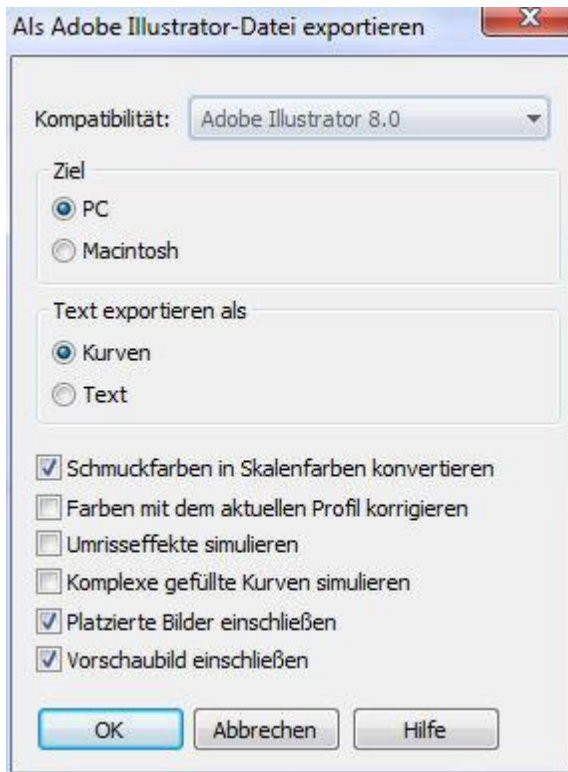 Als Adobe Illustrator-Datei exportieren
Kompatibilität: Adobe Illustrator 8.0
Ziel
PC
Macintosh
Text exportieren als
Kurven
Text
Schmuckfarben in Skalenfarben konvertieren
Farben mit dem aktuellen Profil korrigieren
Umrisseffekte simulieren
Komplexe gefüllte Kurven simulieren
Platzierte Bilder einschließen
Vorschaubild einschließen
OK Abbrechen Hilfe